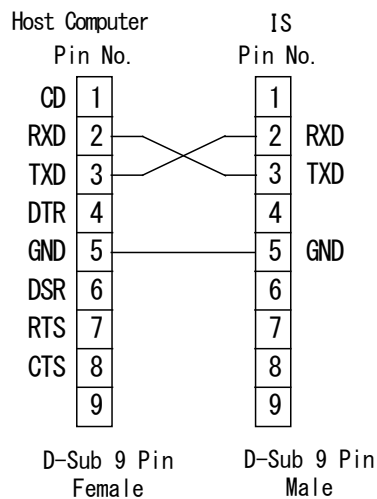 Host Computer IS
Pin No. Pin No.
CD 1 1
RXD 2 2 RXD
TXD 3 3 TXD
DTR 4 4
GND 5 5 GND
DSR 6 6
RTS 7 7
CTS 8 8
9 9
D-Sub 9 Pin D-Sub 9 Pin
Female Male